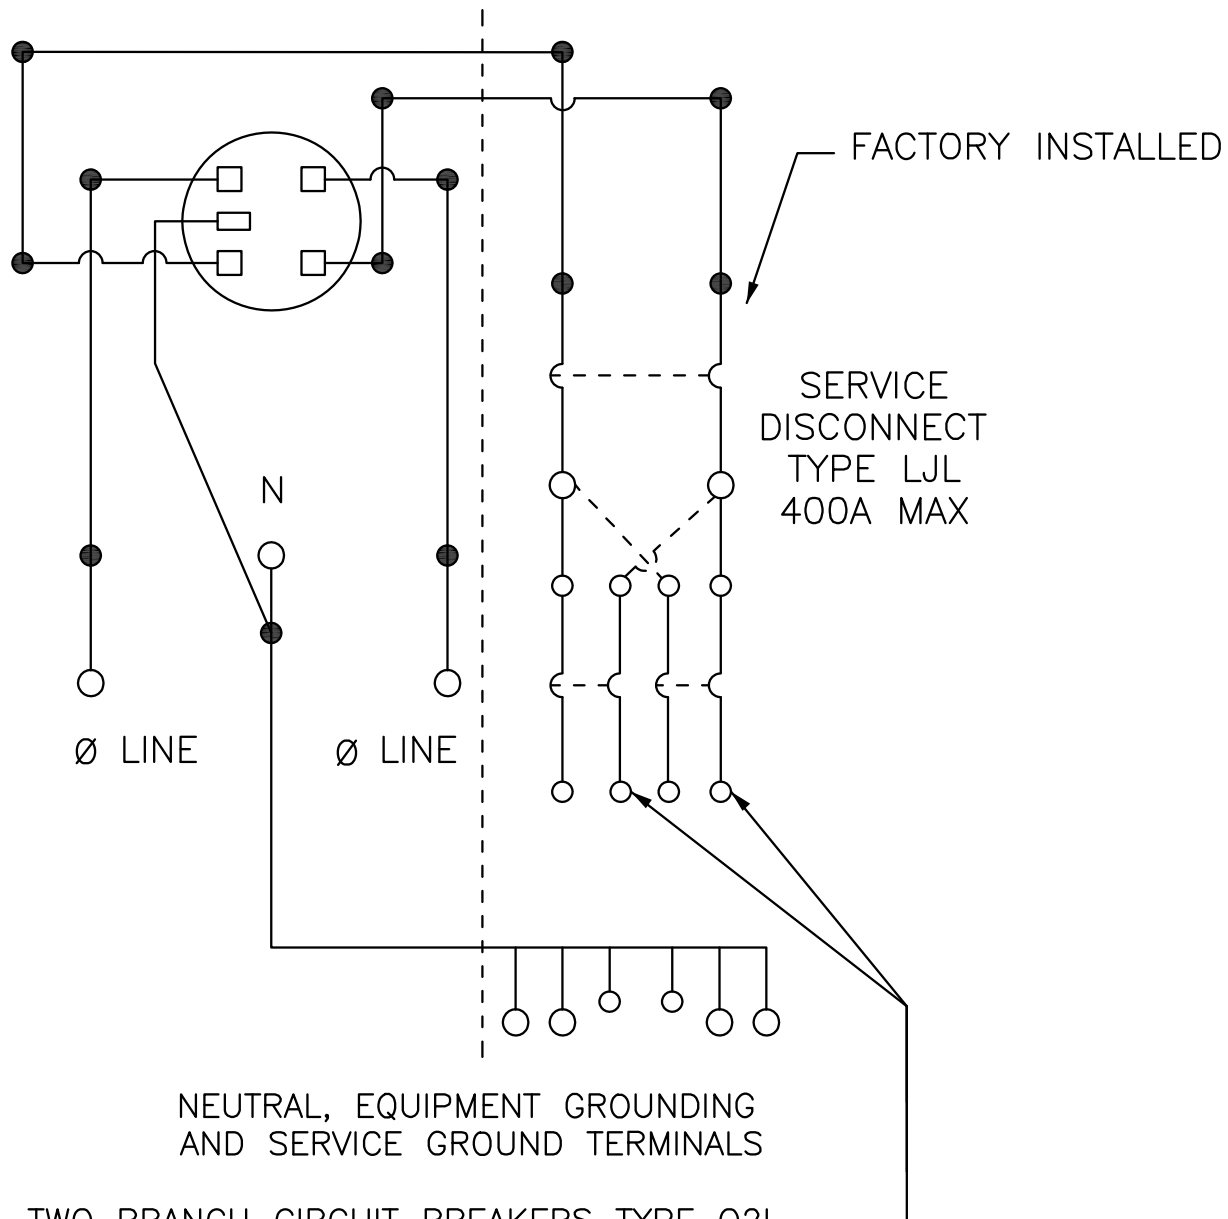 FACTORY INSTALLED
SERVICE
DISCONNECT
TYPE LJL
400A MAX
N
Ø LINE
Ø LINE
NEUTRAL, EQUIPMENT GROUNDING
AND SERVICE GROUND TERMINALS
TWO BRANCH CIRCUIT BREAKERS TYPE